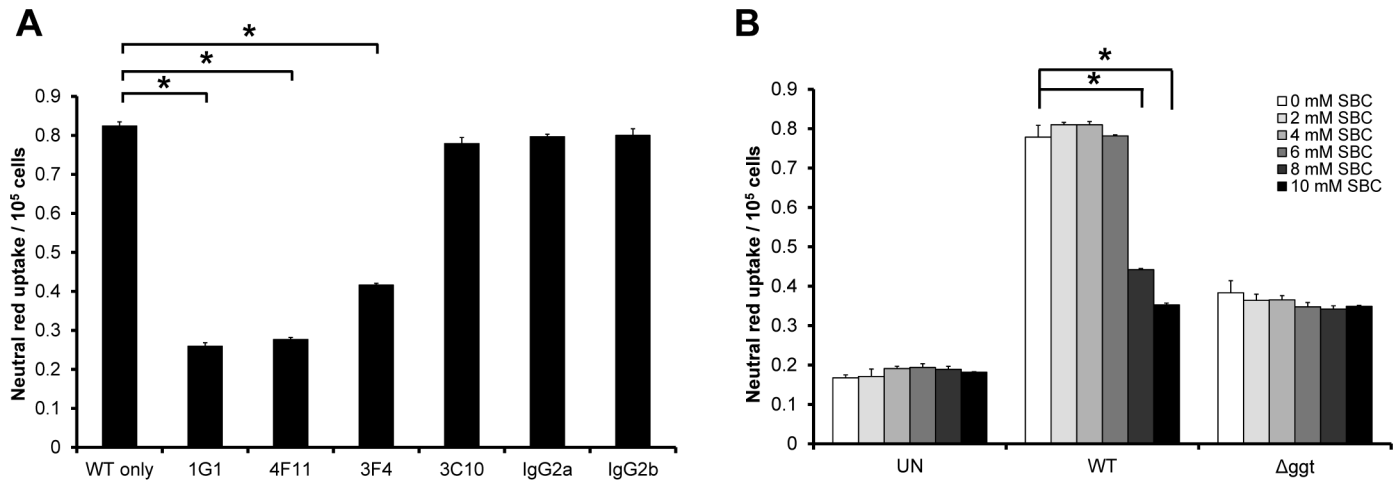 A
*
*
*
Neutral red uptake / 10⁵ cells
0.9
0.8
0.7
0.6
0.5
0.4
0.3
0.2
0.1
0
WT only 1G1 4F11 3F4 3C10 IgG2a IgG2b
B
*
*
Neutral red uptake / 10⁵ cells
0.9
0.8
0.7
0.6
0.5
0.4
0.3
0.2
0.1
0
UN WT Δggt
0 mM SBC
2 mM SBC
4 mM SBC
6 mM SBC
8 mM SBC
10 mM SBC